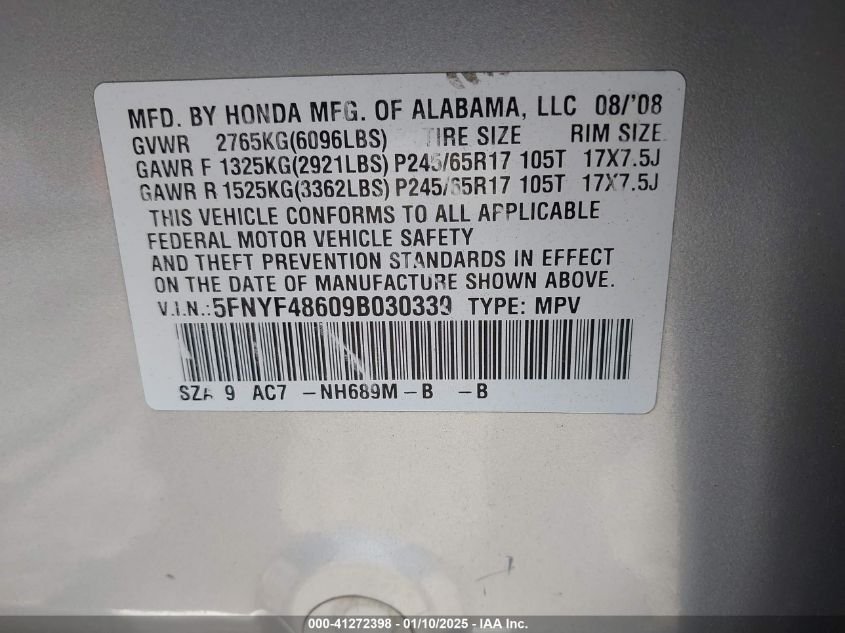 MFD. BY HONDA MFG. OF ALABAMA, LLC 08/'08
GVWR 2765KG(6096LBS) TIRE SIZE RIM SIZE
GAWR F 1325KG(2921LBS) P245/65R17 105T 17X7.5J
GAWR R 1525KG(3362LBS) P245/65R17 105T 17X7.5J
THIS VEHICLE CONFORMS TO ALL APPLICABLE
FEDERAL MOTOR VEHICLE SAFETY
AND THEFT PREVENTION STANDARDS IN EFFECT
ON THE DATE OF MANUFACTURE SHOWN ABOVE.
V.I.N.: 5FNYF48609B030339 TYPE: MPV
SZA 9 AC7 -NH689M-B -B
000-41272398 - 01/10/2025 - IAA Inc.